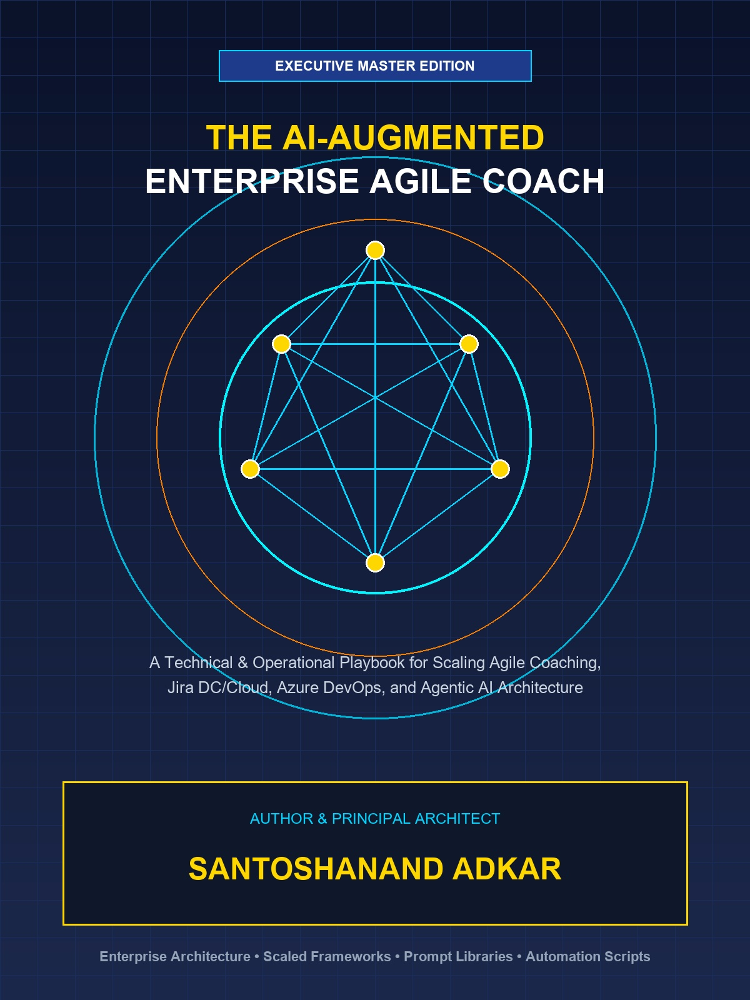 EXECUTIVE MASTER EDITION
THE AI-AUGMENTED
ENTERPRISE AGILE COACH
A Technical & Operational Playbook for Scaling Agile Coaching,
Jira DC/Cloud, Azure DevOps, and Agentic AI Architecture
AUTHOR & PRINCIPAL ARCHITECT
SANTOSHANAND ADKAR
Enterprise Architecture • Scaled Frameworks • Prompt Libraries • Automation Scripts